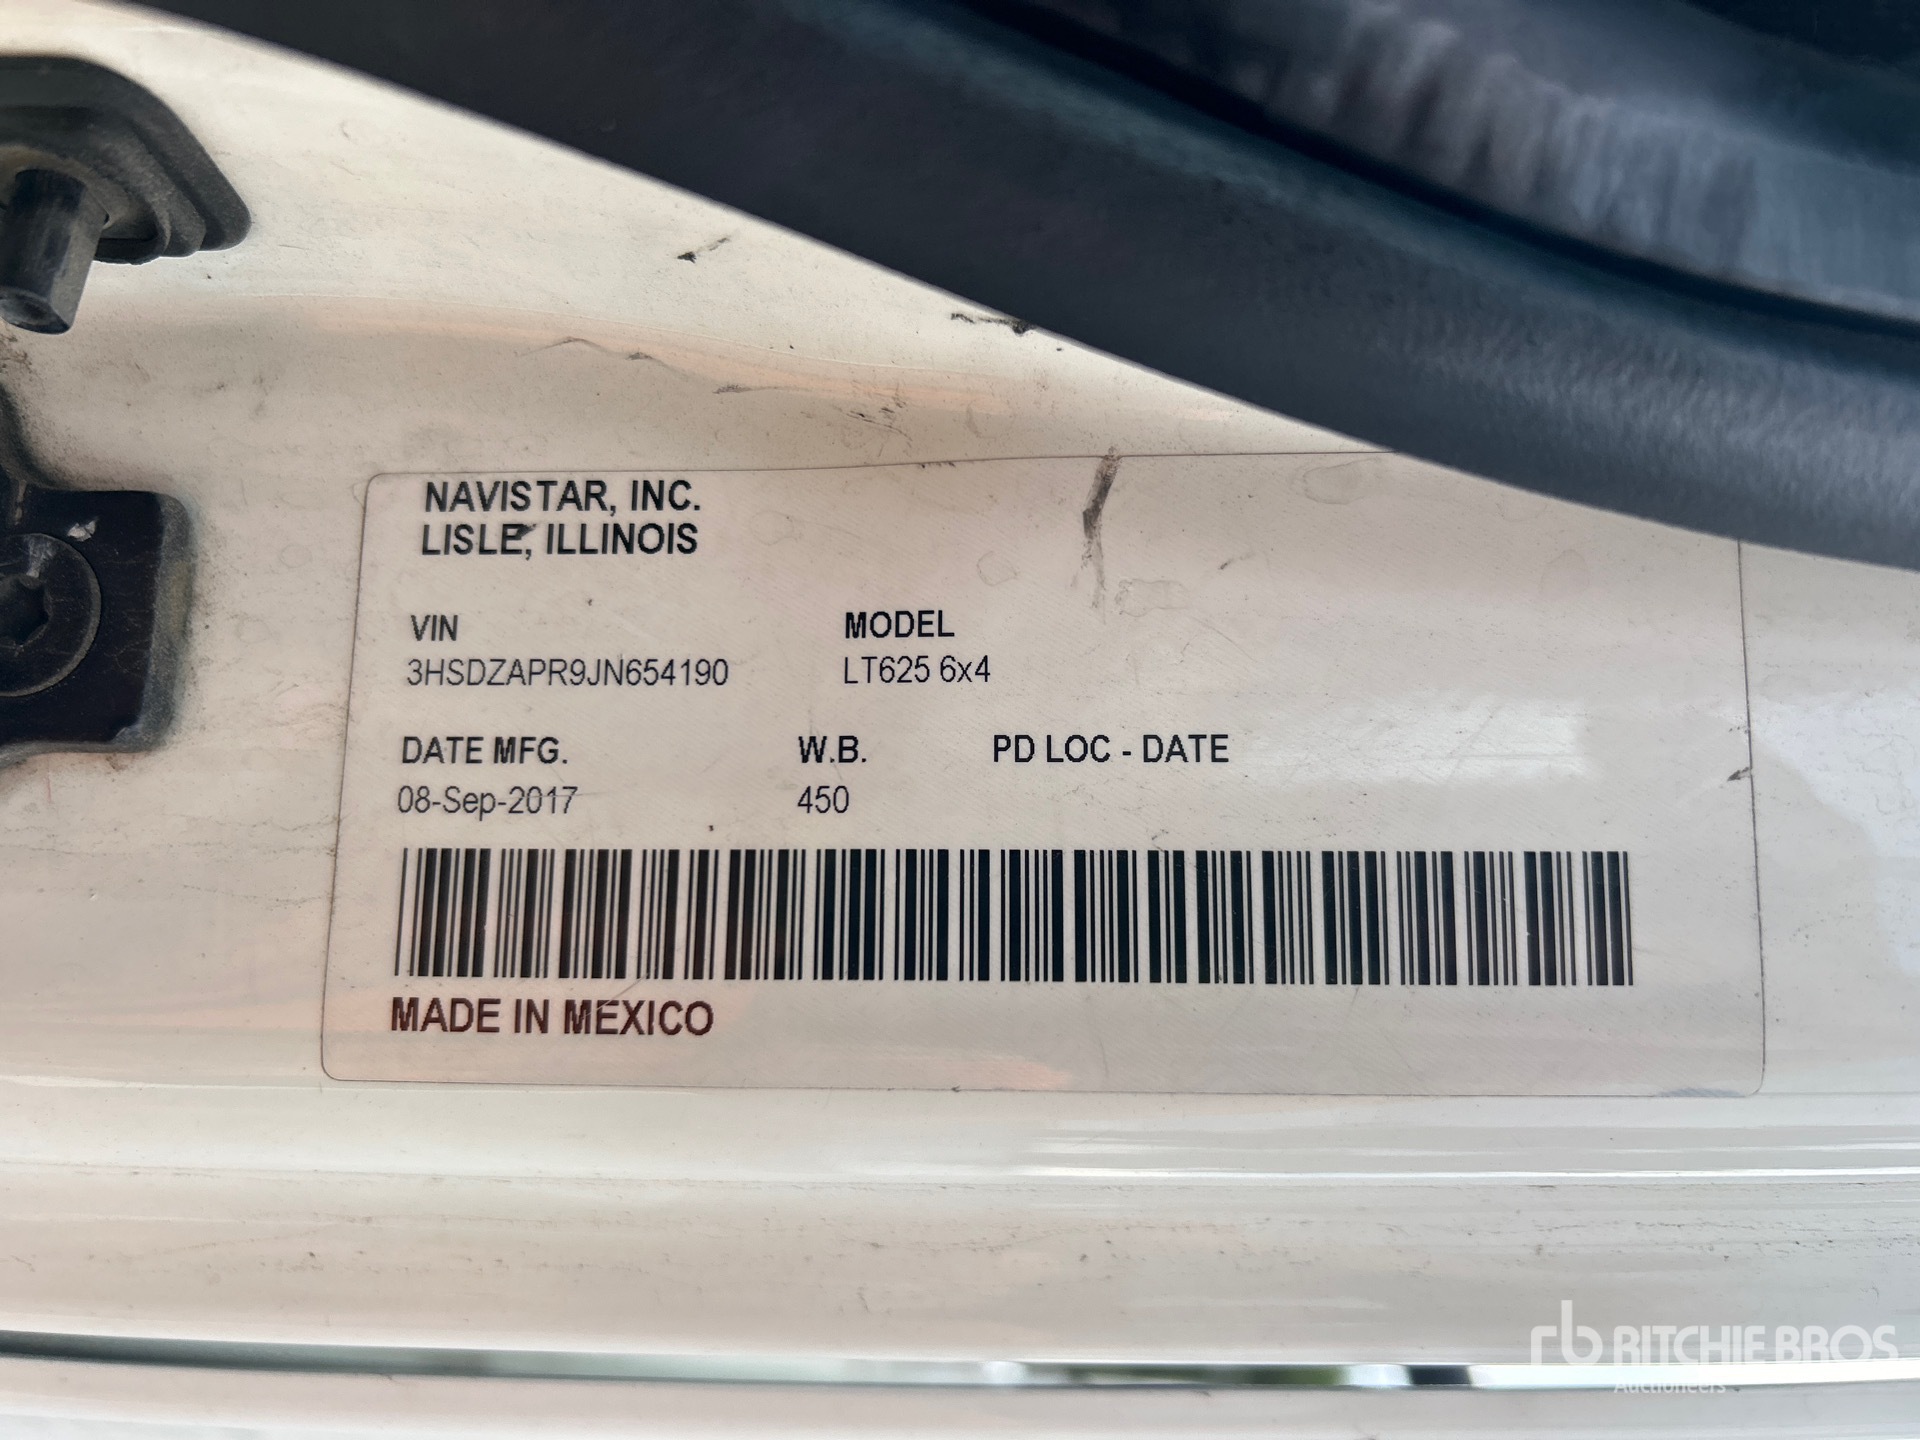 NAVISTAR, INC.
LISLE, ILLINOIS
VIN
3HSDZAPR9JN654190
MODEL
LT625 6x4
DATE MFG.
08-Sep-2017
W.B.
450
PD LOC - DATE
MADE IN MEXICO
rb RITCHIE BROS
Auctioneers